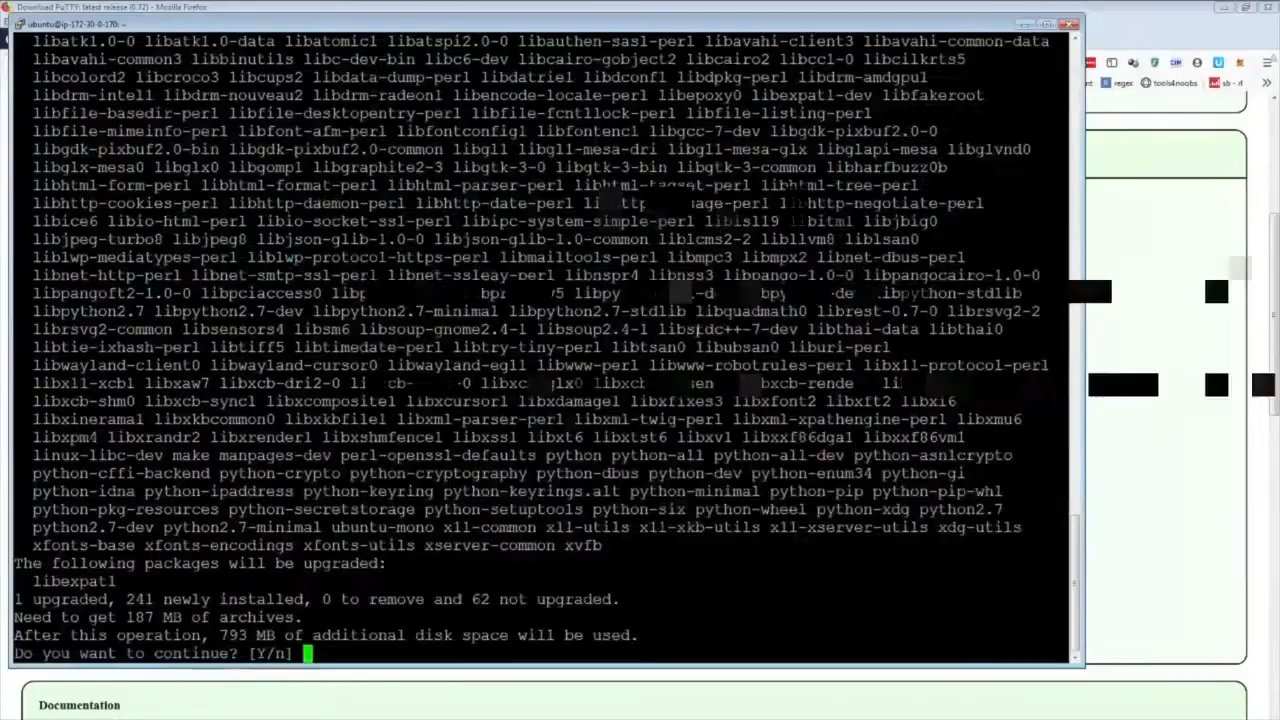 Download PuTTY: latest release (0.72) - Mozilla Firefox
ubuntu@ip-172-30-0-170: ~
libatk1.0-0 libatk1.0-data libatomic1 libatspi2.0-0 libauthen-sasl-perl libavahi-client3 libavahi-common-data
libavahi-common3 libbinutils libc-dev-bin libc6-dev libcairo-gobject2 libcairo2 libcc1-0 libcilkrts5
libcolord2 libcroco3 libcups2 libdata-dump-perl libdatrie1 libdconf1 libdpkg-perl libdrm-amdgpu1
libdrm-intel1 libdrm-nouveau2 libdrm-radeon1 libencode-locale-perl libepoxy0 libexpat1-dev libfakeroot
libfile-basedir-perl libfile-desktopentry-perl libfile-fcntllock-perl libfile-listing-perl
libfile-mimeinfo-perl libfont-afm-perl libfontconfig1 libfontenc1 libgcc-7-dev libgdk-pixbuf2.0-0
libgdk-pixbuf2.0-bin libgdk-pixbuf2.0-common libgl1 libgl1-mesa-dri libgl1-mesa-glx libglapi-mesa libglvnd0
libglx-mesa0 libglx0 libgomp1 libgraphite2-3 libgtk-3-0 libgtk-3-bin libgtk-3-common libharfbuzz0b
libhtml-form-perl libhtml-format-perl libhtml-parser-perl libhtml-tagset-perl libhtml-tree-perl
libhttp-cookies-perl libhttp-daemon-perl libhttp-date-perl libhttp-negotiate-perl
libice6 libio-html-perl libio-socket-ssl-perl libipc-system-simple-perl libisl19 libitm1 libjbig0
libjpeg-turbo8 libjpeg8 libjson-glib-1.0-0 libjson-glib-1.0-common liblcms2-2 libllvm8 liblsan0
liblwp-mediatypes-perl liblwp-protocol-https-perl libmailtools-perl libmpc3 libmpx2 libnet-dbus-perl
libnet-http-perl libnet-smtp-ssl-perl libnet-ssleay-perl libnspr4 libnss3 libpango-1.0-0 libpangocairo-1.0-0
libpangoft2-1.0-0 libpciaccess0 libpython-stdlib
libpython2.7 libpython2.7-dev libpython2.7-minimal libpython2.7-stdlib libquadmath0 librest-0.7-0 librsvg2-2
librsvg2-common libsensors4 libsm6 libsoup-gnome2.4-1 libsoup2.4-1 libstdc++-7-dev libthai-data libthai0
libtie-ixhash-perl libtiff5 libtimedate-perl libtry-tiny-perl libtsan0 libubsan0 liburi-perl
libwayland-client0 libwayland-cursor0 libwayland-egl1 libwww-perl libwww-robotrules-perl libx11-protocol-perl
libx11-xcb1 libxaw7 libxcb-dri2-0
libxcb-shm0 libxcb-sync1 libxcomposite1 libxcursor1 libxdamage1 libxfixes3 libxfont2 libxft2 libxi6
libxinerama1 libxkbcommon0 libxkbfile1 libxml-parser-perl libxml-twig-perl libxml-xpathengine-perl libxmu6
libxpm4 libxrandr2 libxrender1 libxshmfence1 libxss1 libxt6 libxtst6 libxv1 libxxf86dga1 libxxf86vm1
linux-libc-dev make manpages-dev perl-openssl-defaults python python-all python-all-dev python-asn1crypto
python-cffi-backend python-crypto python-cryptography python-dbus python-dev python-enum34 python-gi
python-idna python-ipaddress python-keyring python-keyrings.alt python-minimal python-pip python-pip-whl
python-pkg-resources python-secretstorage python-setuptools python-six python-wheel python-xdg python2.7
python2.7-dev python2.7-minimal ubuntu-mono x11-common x11-utils x11-xkb-utils x11-xserver-utils xdg-utils
xfonts-base xfonts-encodings xfonts-utils xserver-common xvfb
The following packages will be upgraded:
libexpat1
1 upgraded, 241 newly installed, 0 to remove and 62 not upgraded.
Need to get 187 MB of archives.
After this operation, 793 MB of additional disk space will be used.
Do you want to continue? [Y/n]
regex tools4noobs sb - rl
Documentation